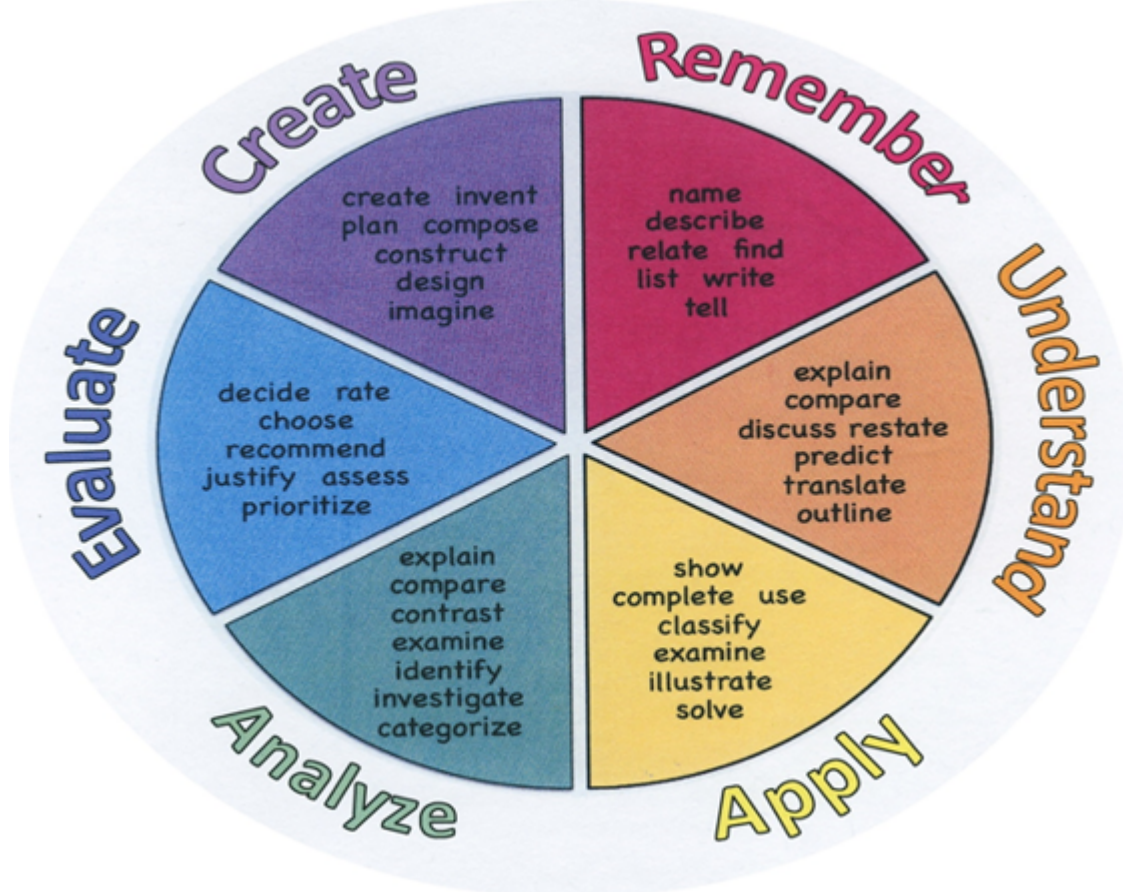 Remember
name
describe
relate find
list write
tell
Understand
explain
compare
discuss restate
predict
translate
outline
Apply
show
complete use
classify
examine
illustrate
solve
Analyze
explain
compare
contrast
examine
identify
investigate
categorize
Evaluate
decide rate
choose
recommend
justify assess
prioritize
Create
create invent
plan compose
construct
design
imagine